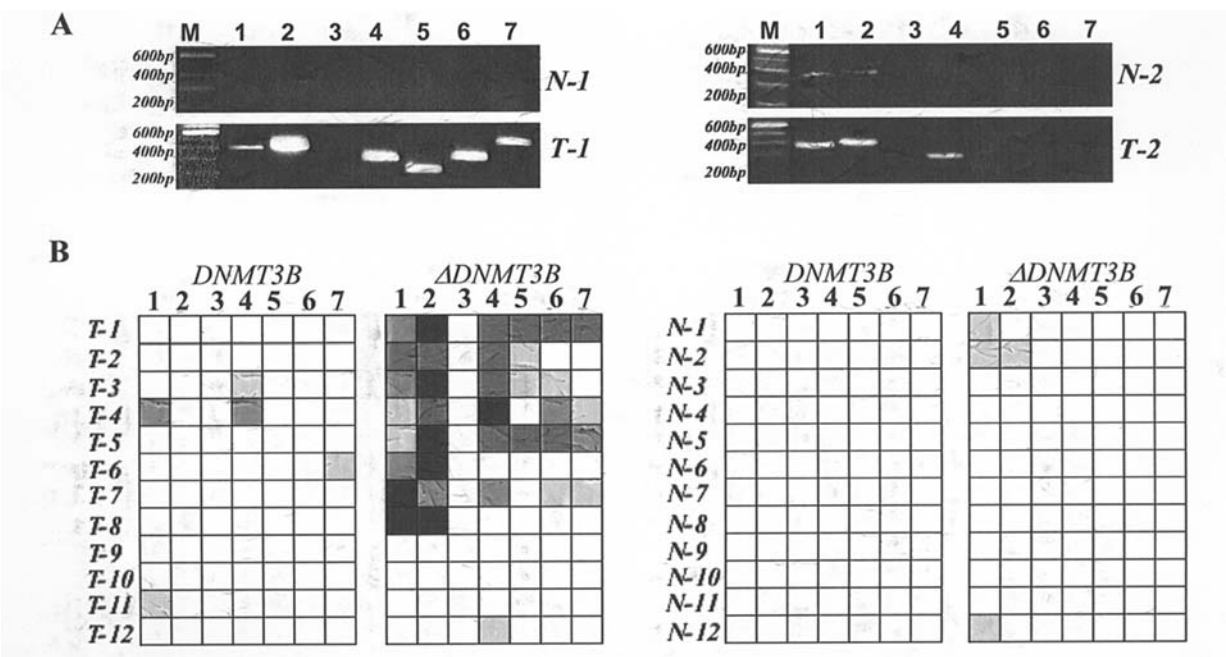 A
M 1 2 3 4 5 6 7
600bp
400bp
200bp
N-1
600bp
400bp
200bp
T-1
M 1 2 3 4 5 6 7
600bp
400bp
200bp
N-2
600bp
400bp
200bp
T-2
B
DNMT3B
1 2 3 4 5 6 7
ΔDNMT3B
1 2 3 4 5 6 7
T-1
T-2
T-3
T-4
T-5
T-6
T-7
T-8
T-9
T-10
T-11
T-12
DNMT3B
1 2 3 4 5 6 7
ΔDNMT3B
1 2 3 4 5 6 7
N-1
N-2
N-3
N-4
N-5
N-6
N-7
N-8
N-9
N-10
N-11
N-12